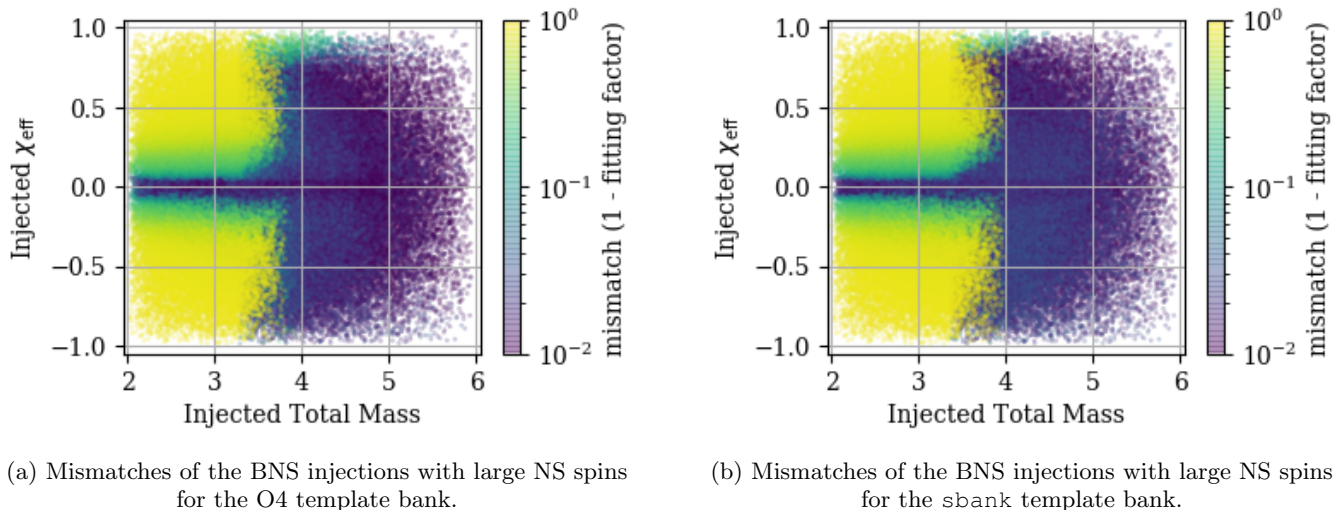 1.0
0.5
0.0
−0.5
−1.0
Injected χeff
2 3 4 5 6
Injected Total Mass
10⁰
10⁻¹
10⁻²
mismatch (1 - fitting factor)
(a) Mismatches of the BNS injections with large NS spins
for the O4 template bank.
1.0
0.5
0.0
−0.5
−1.0
Injected χeff
2 3 4 5 6
Injected Total Mass
10⁰
10⁻¹
10⁻²
mismatch (1 - fitting factor)
(b) Mismatches of the BNS injections with large NS spins
for the sbank template bank.